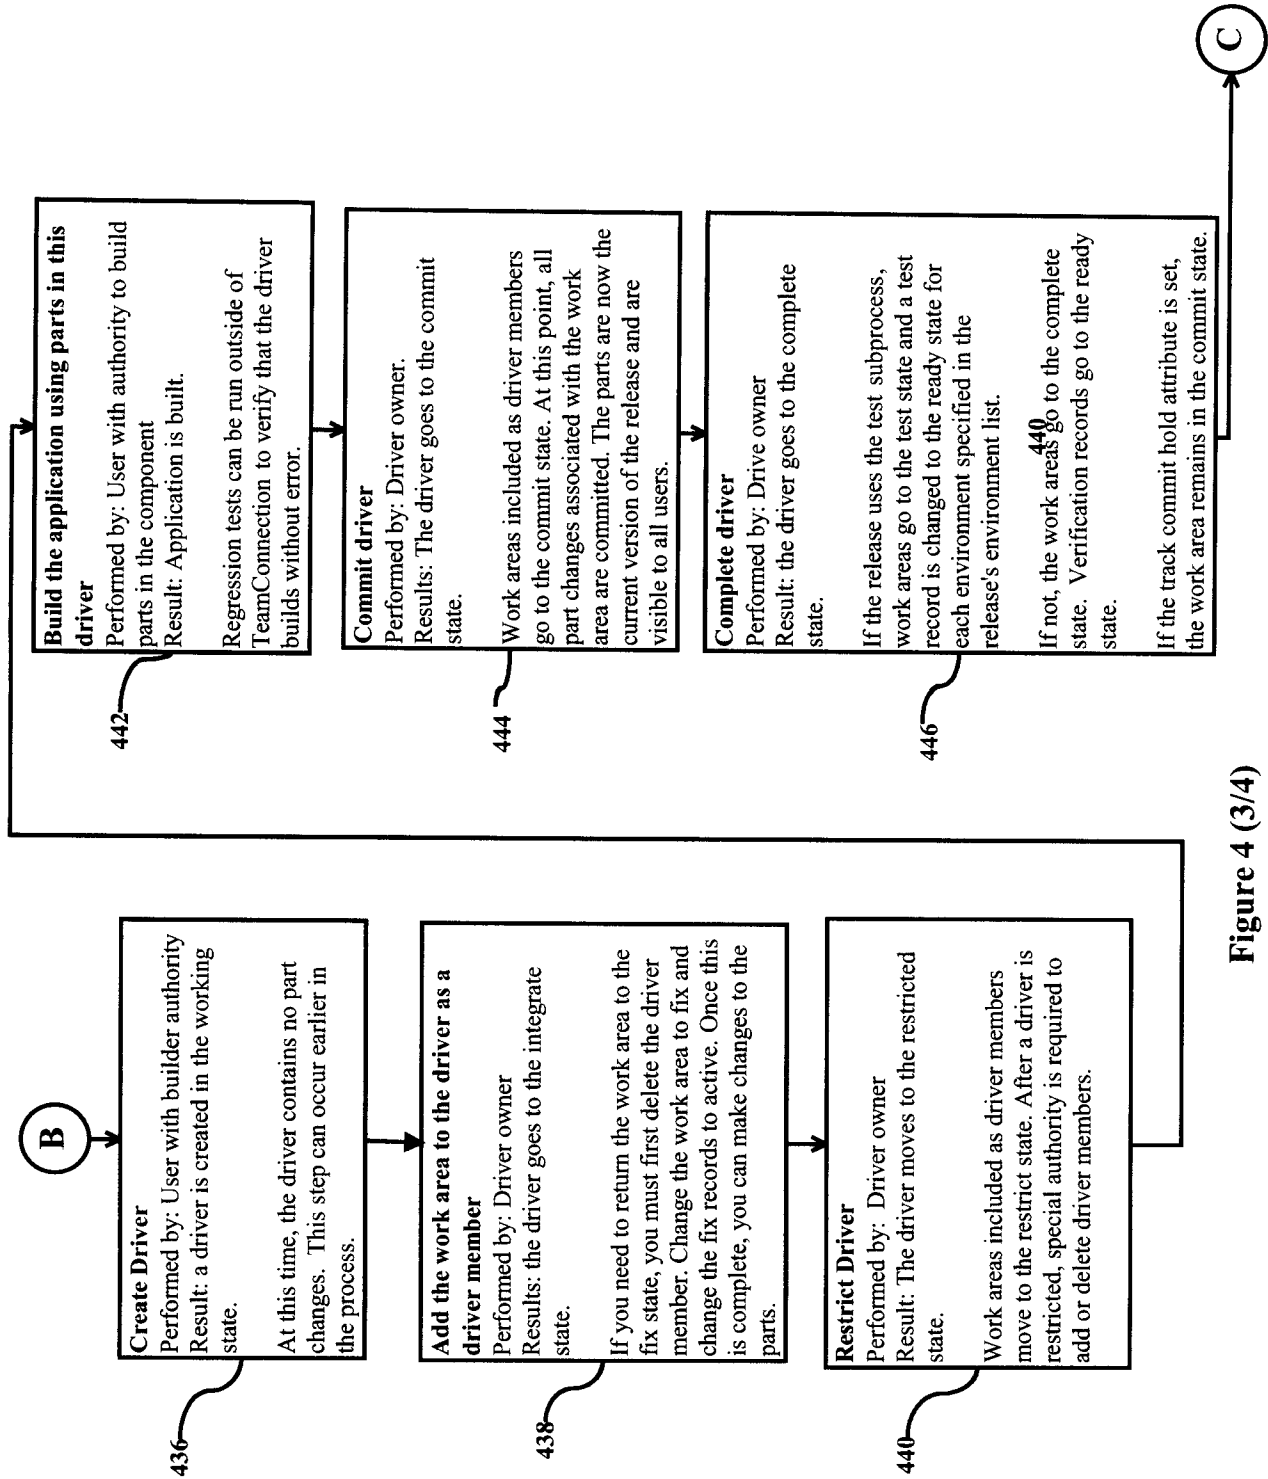 B
Create Driver
Performed by: User with builder authority
Result: a driver is created in the working
state.
At this time, the driver contains no part
changes. This step can occur earlier in
the process.
436
Add the work area to the driver as a
driver member
Performed by: Driver owner
Results: the driver goes to the integrate
state.
If you need to return the work area to the
fix state, you must first delete the driver
member. Change the work area to fix and
change the fix records to active. Once this
is complete, you can make changes to the
parts.
438
Restrict Driver
Performed by: Driver owner
Result: The driver moves to the restricted
state.
Work areas included as driver members
move to the restrict state. After a driver is
restricted, special authority is required to
add or delete driver members.
440
Build the application using parts in this
driver
Performed by: User with authority to build
parts in the component
Result: Application is built.
Regression tests can be run outside of
TeamConnection to verify that the driver
builds without error.
442
Commit driver
Performed by: Driver owner.
Results: The driver goes to the commit
state.
Work areas included as driver members
go to the commit state. At this point, all
part changes associated with the work
area are committed. The parts are now the
current version of the release and are
visible to all users.
444
Complete driver
Performed by: Drive owner
Result: the driver goes to the complete
state.
If the release uses the test subprocess,
work areas go to the test state and a test
record is changed to the ready state for
each environment specified in the
release's environment list.
440
If not, the work areas go to the complete
state. Verification records go to the ready
state.
If the track commit hold attribute is set,
the work area remains in the commit state.
446
C
Figure 4 (3/4)